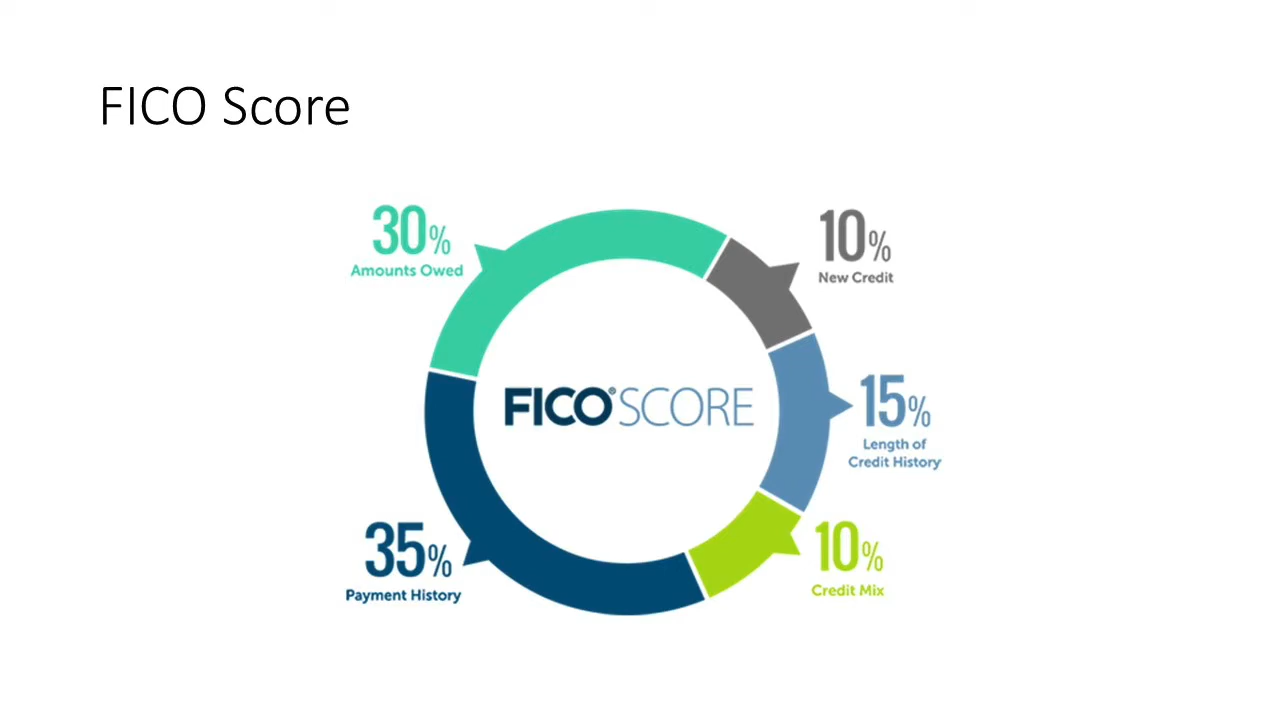 FICO Score
30%
Amounts Owed
10%
New Credit
FICO® SCORE
15%
Length of
Credit History
35%
Payment History
10%
Credit Mix